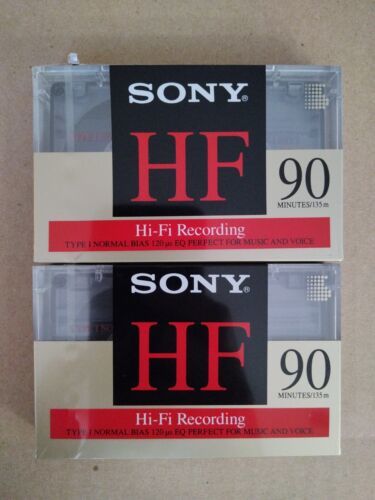 SONY®
HF
90
MINUTES/135 m
Hi-Fi Recording
TYPE I NORMAL BIAS 120 µs EQ PERFECT FOR MUSIC AND VOICE
SONY®
HF
90
MINUTES/135 m
Hi-Fi Recording
TYPE I NORMAL BIAS 120 µs EQ PERFECT FOR MUSIC AND VOICE